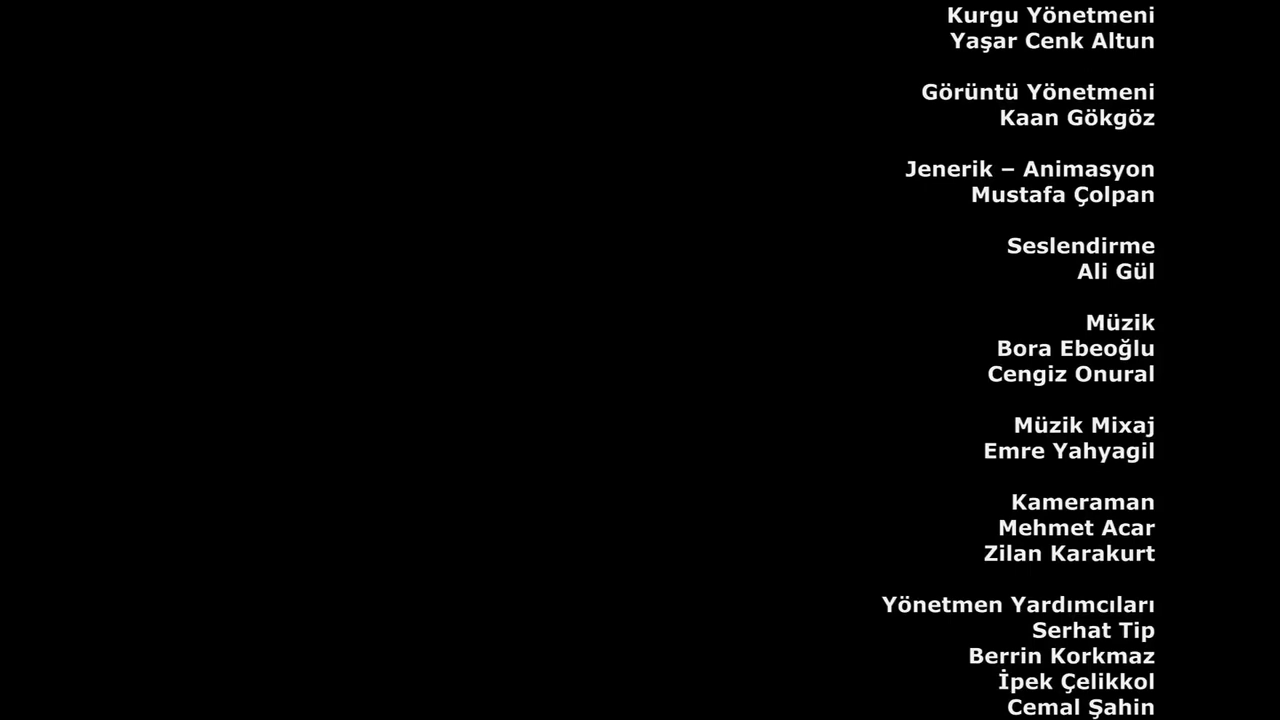 Kurgu Yönetmeni
Yaşar Cenk Altun
Görüntü Yönetmeni
Kaan Gökgöz
Jenerik – Animasyon
Mustafa Çolpan
Seslendirme
Ali Gül
Müzik
Bora Ebeoğlu
Cengiz Onural
Müzik Mixaj
Emre Yahyagil
Kameraman
Mehmet Acar
Zilan Karakurt
Yönetmen Yardımcıları
Serhat Tip
Berrin Korkmaz
İpek Çelikkol
Cemal Şahin